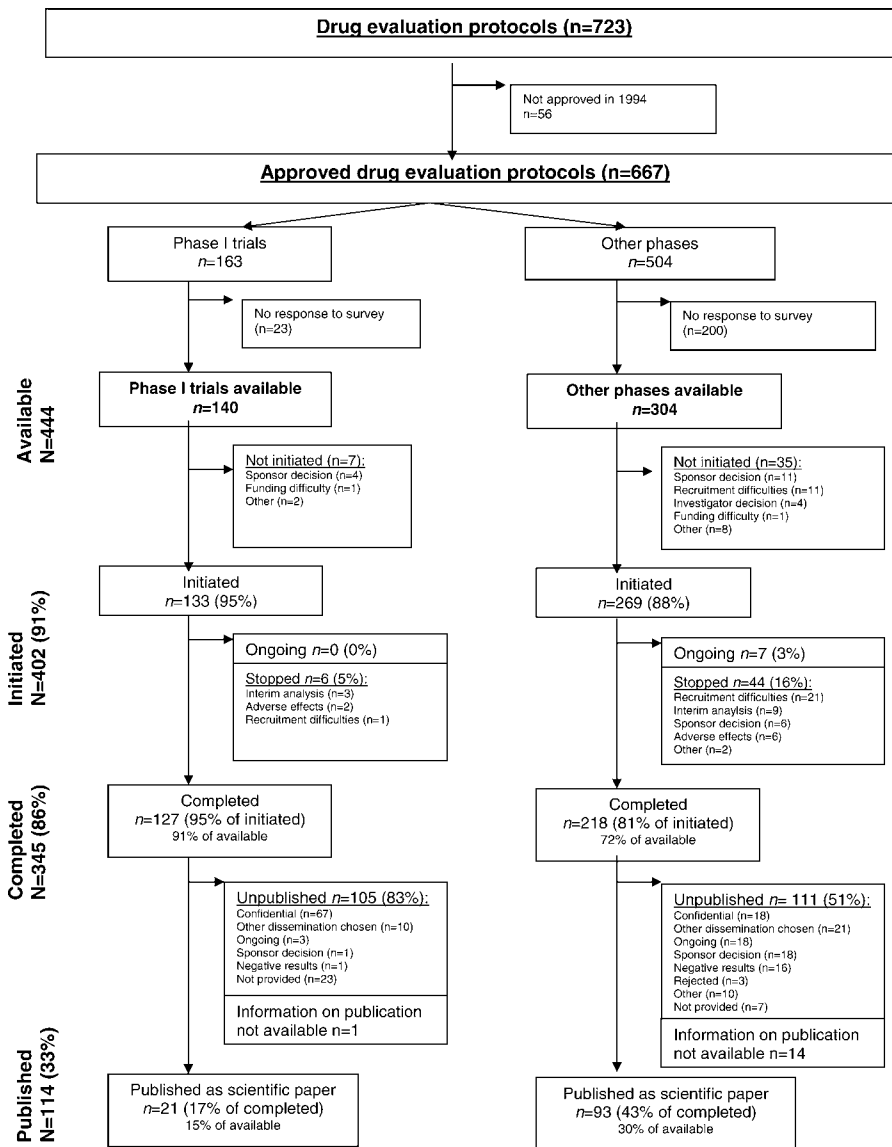 Drug evaluation protocols (n=723)
Not approved in 1994
n=56
Approved drug evaluation protocols (n=667)
Phase I trials
n=163
Other phases
n=504
No response to survey
(n=23)
No response to survey
(n=200)
Available
N=444
Phase I trials available
n=140
Other phases available
n=304
Not initiated (n=7):
Sponsor decision (n=4)
Funding difficulty (n=1)
Other (n=2)
Not initiated (n=35):
Sponsor decision (n=11)
Recruitment difficulties (n=11)
Investigator decision (n=4)
Funding difficulty (n=1)
Other (n=8)
Initiated
N=402 (91%)
Initiated
n=133 (95%)
Initiated
n=269 (88%)
Ongoing n=0 (0%)
Stopped n=6 (5%):
Interim analysis (n=3)
Adverse effects (n=2)
Recruitment difficulties (n=1)
Ongoing n=7 (3%)
Stopped n=44 (16%):
Recruitment difficulties (n=21)
Interim anaylsis (n=9)
Sponsor decision (n=6)
Adverse effects (n=6)
Other (n=2)
Completed
N=345 (86%)
Completed
n=127 (95% of initiated)
91% of available
Completed
n=218 (81% of initiated)
72% of available
Unpublished n=105 (83%):
Confidential (n=67)
Other dissemination chosen (n=10)
Ongoing (n=3)
Sponsor decision (n=1)
Negative results (n=1)
Not provided (n=23)
Information on publication
not available n=1
Unpublished n= 111 (51%):
Confidential (n=18)
Other dissemination chosen (n=21)
Ongoing (n=18)
Sponsor decision (n=18)
Negative results (n=16)
Rejected (n=3)
Other (n=10)
Not provided (n=7)
Information on publication
not available n=14
Published
N=114 (33%)
Published as scientific paper
n=21 (17% of completed)
15% of available
Published as scientific paper
n=93 (43% of completed)
30% of available